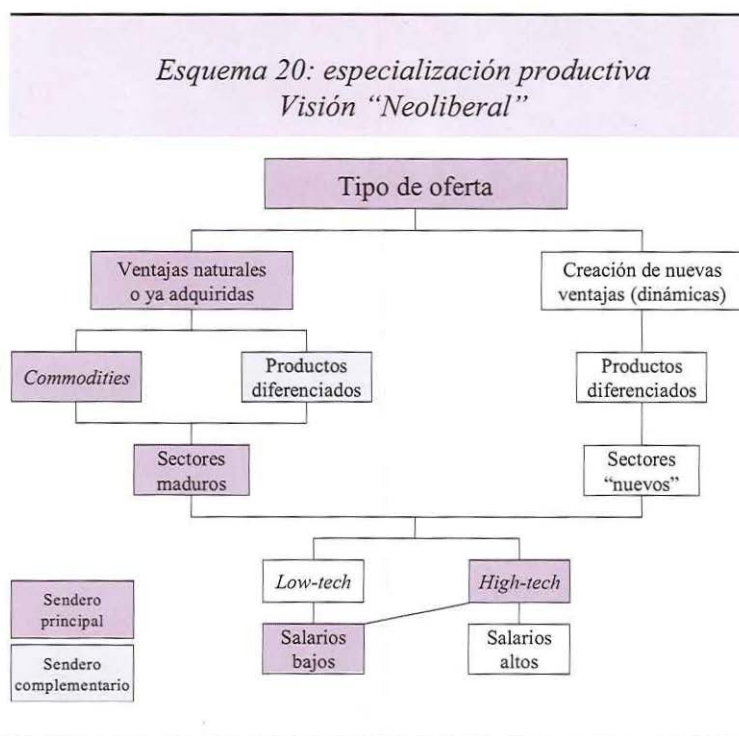 Esquema 20: especialización productiva
Visión “Neoliberal”
Tipo de oferta
Ventajas naturales
o ya adquiridas
Creación de nuevas
ventajas (dinámicas)
Commodities
Productos
diferenciados
Productos
diferenciados
Sectores
maduros
Sectores
“nuevos”
Low-tech
High-tech
Salarios
bajos
Salarios
altos
Sendero
principal
Sendero
complementario